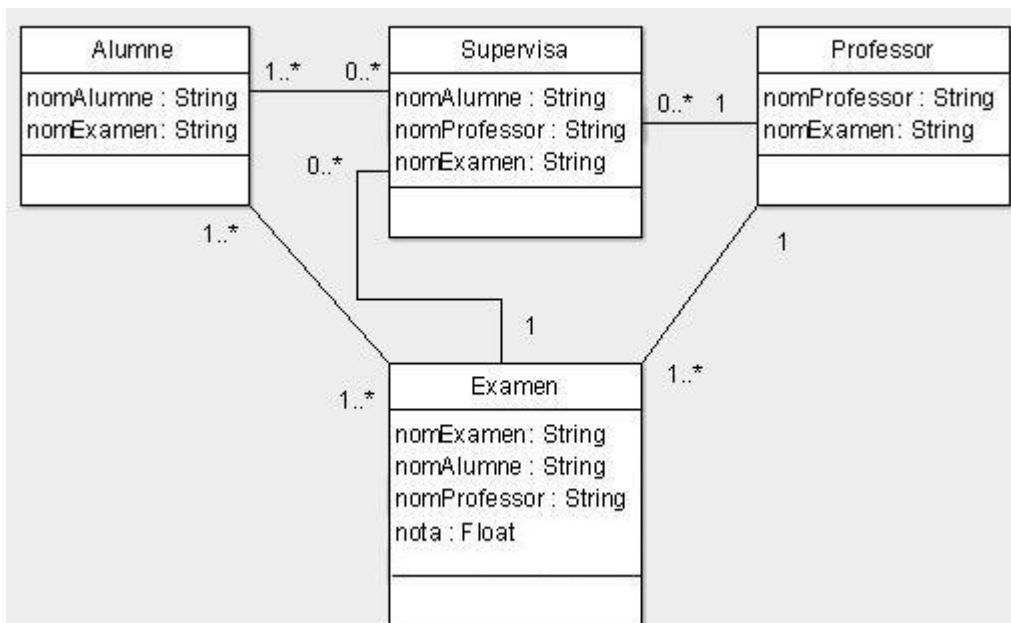 Alumne
nomAlumne : String
nomExamen: String
1..*
0..*
Supervisa
nomAlumne : String
nomProfessor : String
nomExamen: String
0..*
1
Professor
nomProfessor : String
nomExamen: String
0..*
1..*
1
1
1..*
1..*
Examen
nomExamen: String
nomAlumne : String
nomProfessor : String
nota : Float